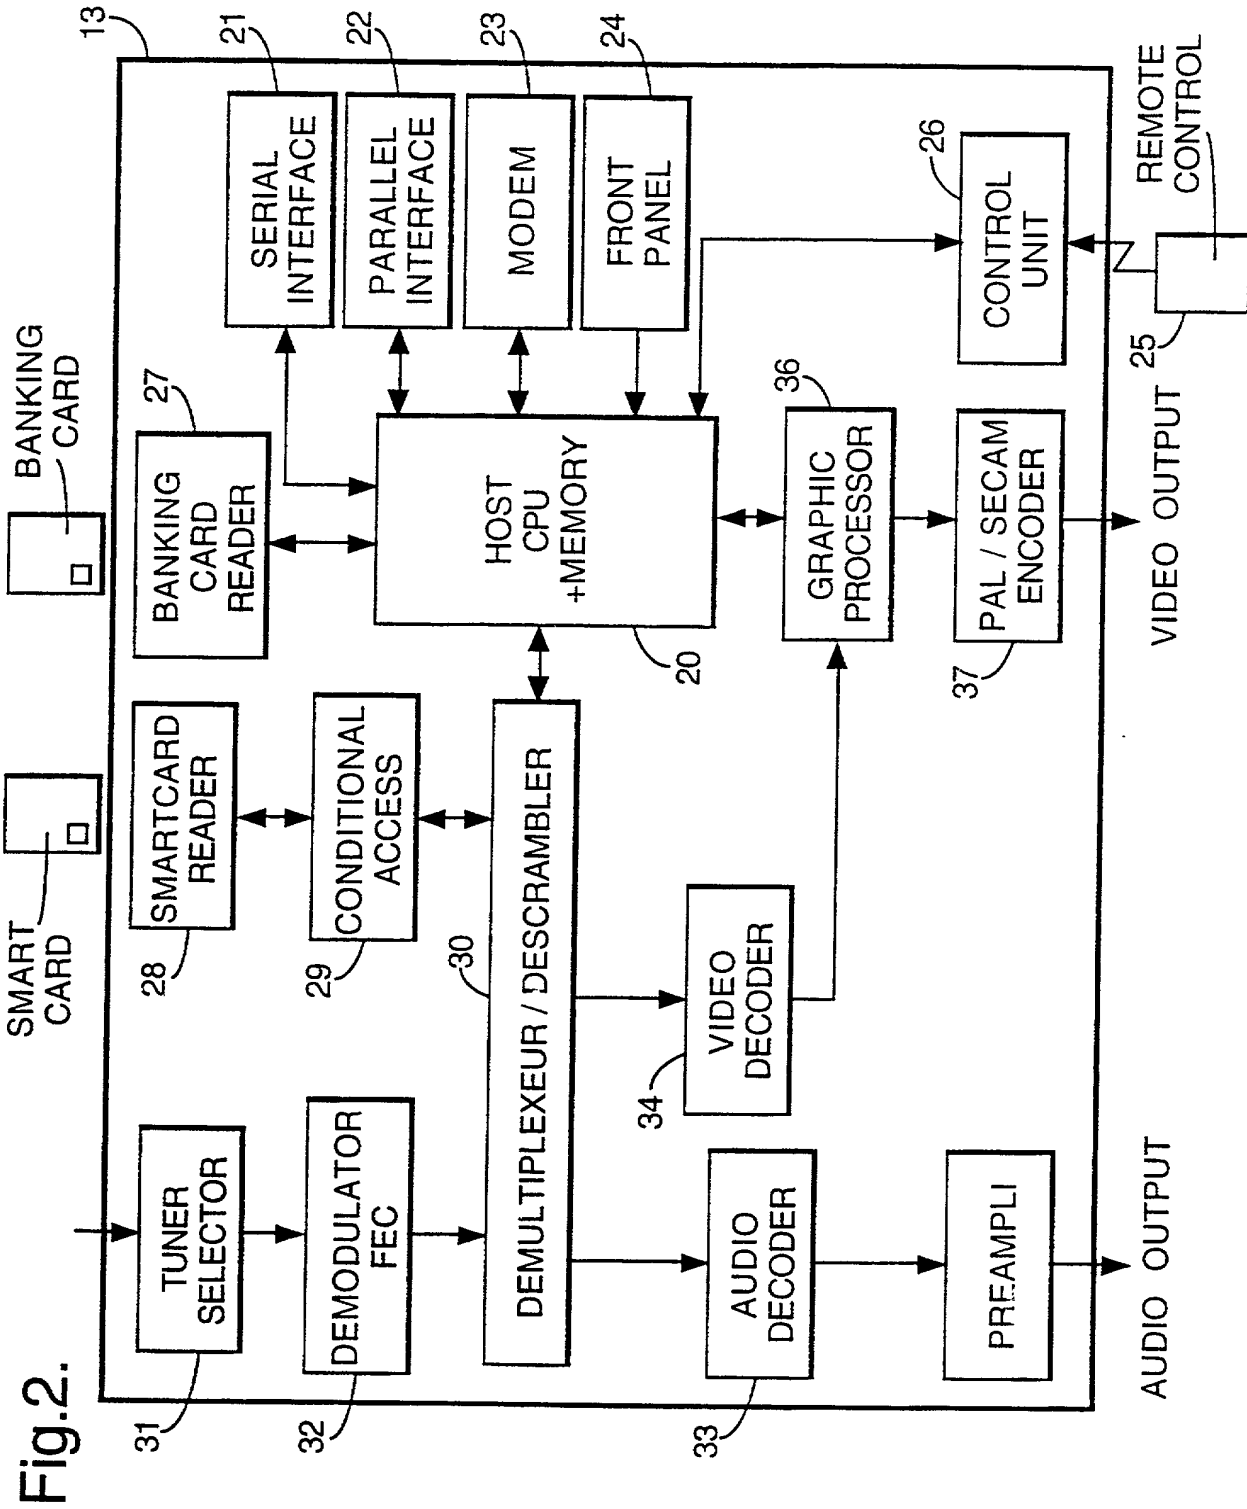 Fig.2.
SMART
CARD
BANKING
CARD
13
31
TUNER
SELECTOR
28
SMARTCARD
READER
27
BANKING
CARD
READER
21
SERIAL
INTERFACE
22
PARALLEL
INTERFACE
32
DEMODULATOR
FEC
29
CONDITIONAL
ACCESS
23
MODEM
30
DEMULTIPLEXEUR / DESCRAMBLER
HOST
CPU
+MEMORY
20
24
FRONT
PANEL
33
AUDIO
DECODER
34
VIDEO
DECODER
36
GRAPHIC
PROCESSOR
26
CONTROL
UNIT
PREAMPLI
37
PAL / SECAM
ENCODER
25
REMOTE
CONTROL
AUDIO OUTPUT
VIDEO OUTPUT